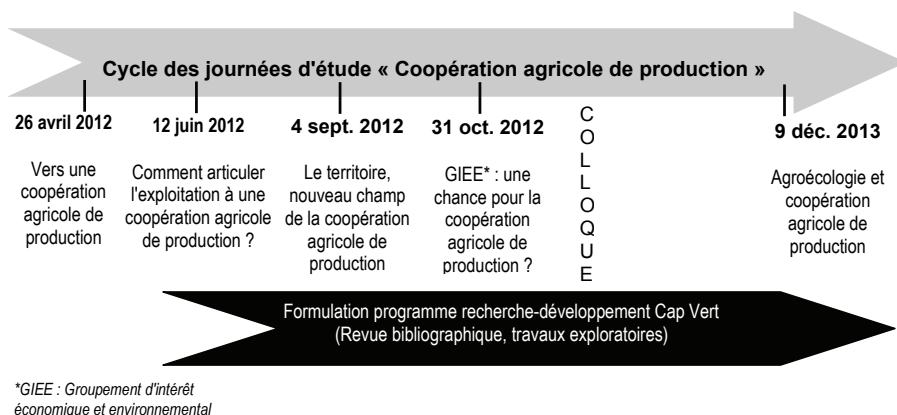 Cycle des journées d'étude « Coopération agricole de production »
26 avril 2012
Vers une
coopération
agricole de
production
12 juin 2012
Comment articuler
l'exploitation à une
coopération agricole
de production ?
4 sept. 2012
Le territoire,
nouveau champ
de la coopération
agricole de
production
31 oct. 2012
GIEE* : une
chance pour la
coopération
agricole de
production ?
C
O
L
L
O
Q
U
E
9 déc. 2013
Agroécologie et
coopération
agricole de
production
Formulation programme recherche-développement Cap Vert
(Revue bibliographique, travaux exploratoires)
*GIEE : Groupement d'intérêt
économique et environnemental